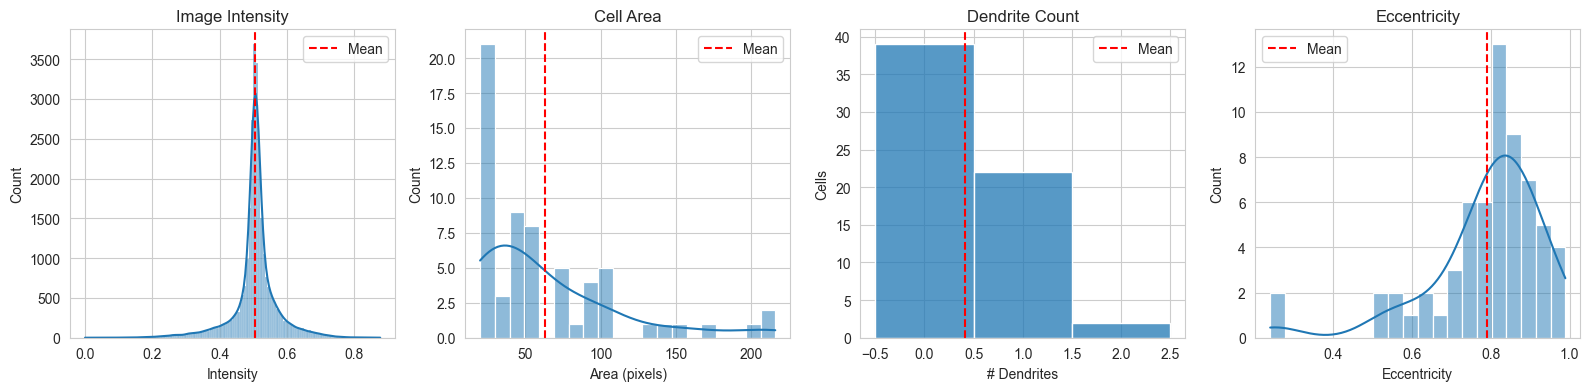 Image Intensity
Mean
Count
3500
3000
2500
2000
1500
1000
500
0
0.0 0.2 0.4 0.6 0.8
Intensity
Cell Area
Mean
Count
20.0
17.5
15.0
12.5
10.0
7.5
5.0
2.5
0.0
50 100 150 200
Area (pixels)
Dendrite Count
Mean
Cells
40
35
30
25
20
15
10
5
0
−0.5 0.0 0.5 1.0 1.5 2.0 2.5
# Dendrites
Eccentricity
Mean
Count
12
10
8
6
4
2
0
0.4 0.6 0.8 1.0
Eccentricity